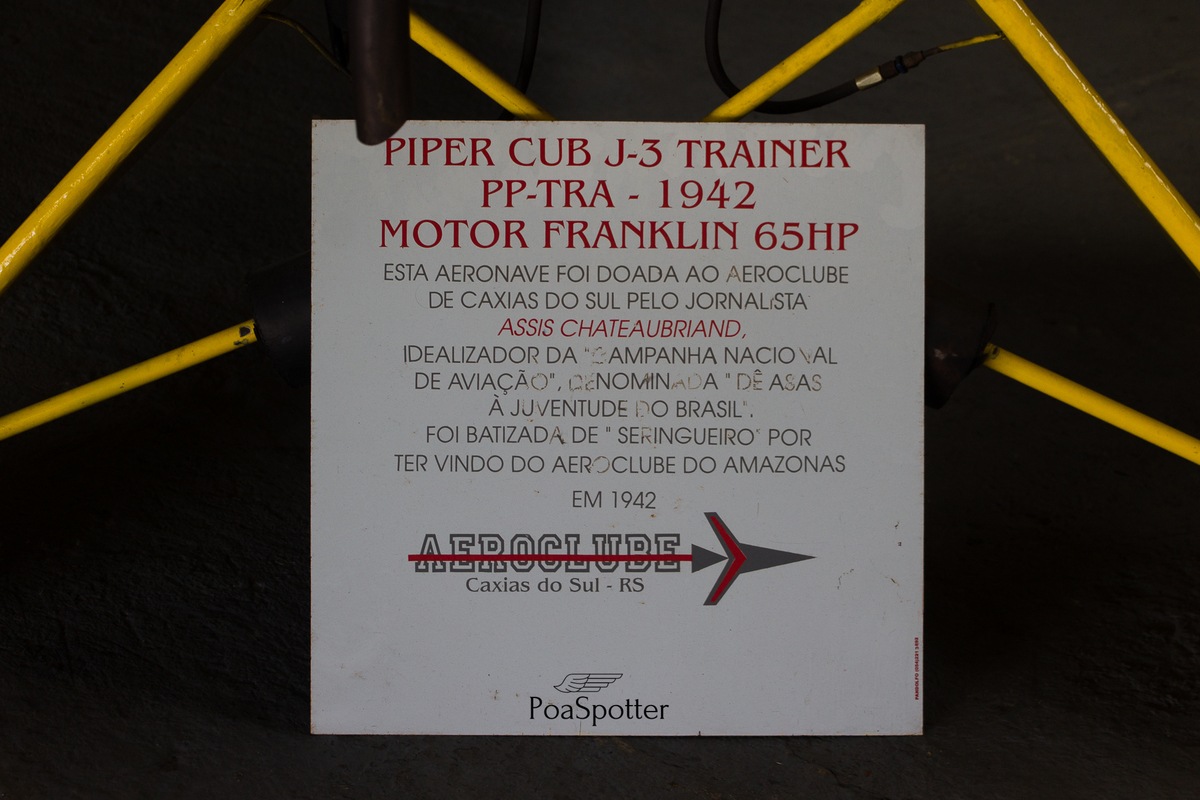 PIPER CUB J-3 TRAINER
PP-TRA - 1942
MOTOR FRANKLIN 65HP
ESTA AERONAVE FOI DOADA AO AEROCLUBE
DE CAXIAS DO SUL PELO JORNALISTA
ASSIS CHATEAUBRIAND,
IDEALIZADOR DA "CAMPANHA NACIONAL
DE AVIAÇÃO", DENOMINADA " DÊ ASAS
À JUVENTUDE DO BRASIL".
FOI BATIZADA DE " SERINGUEIRO" POR
TER VINDO DO AEROCLUBE DO AMAZONAS
EM 1942
AEROCLUBE
Caxias do Sul - RS
PoaSpotter